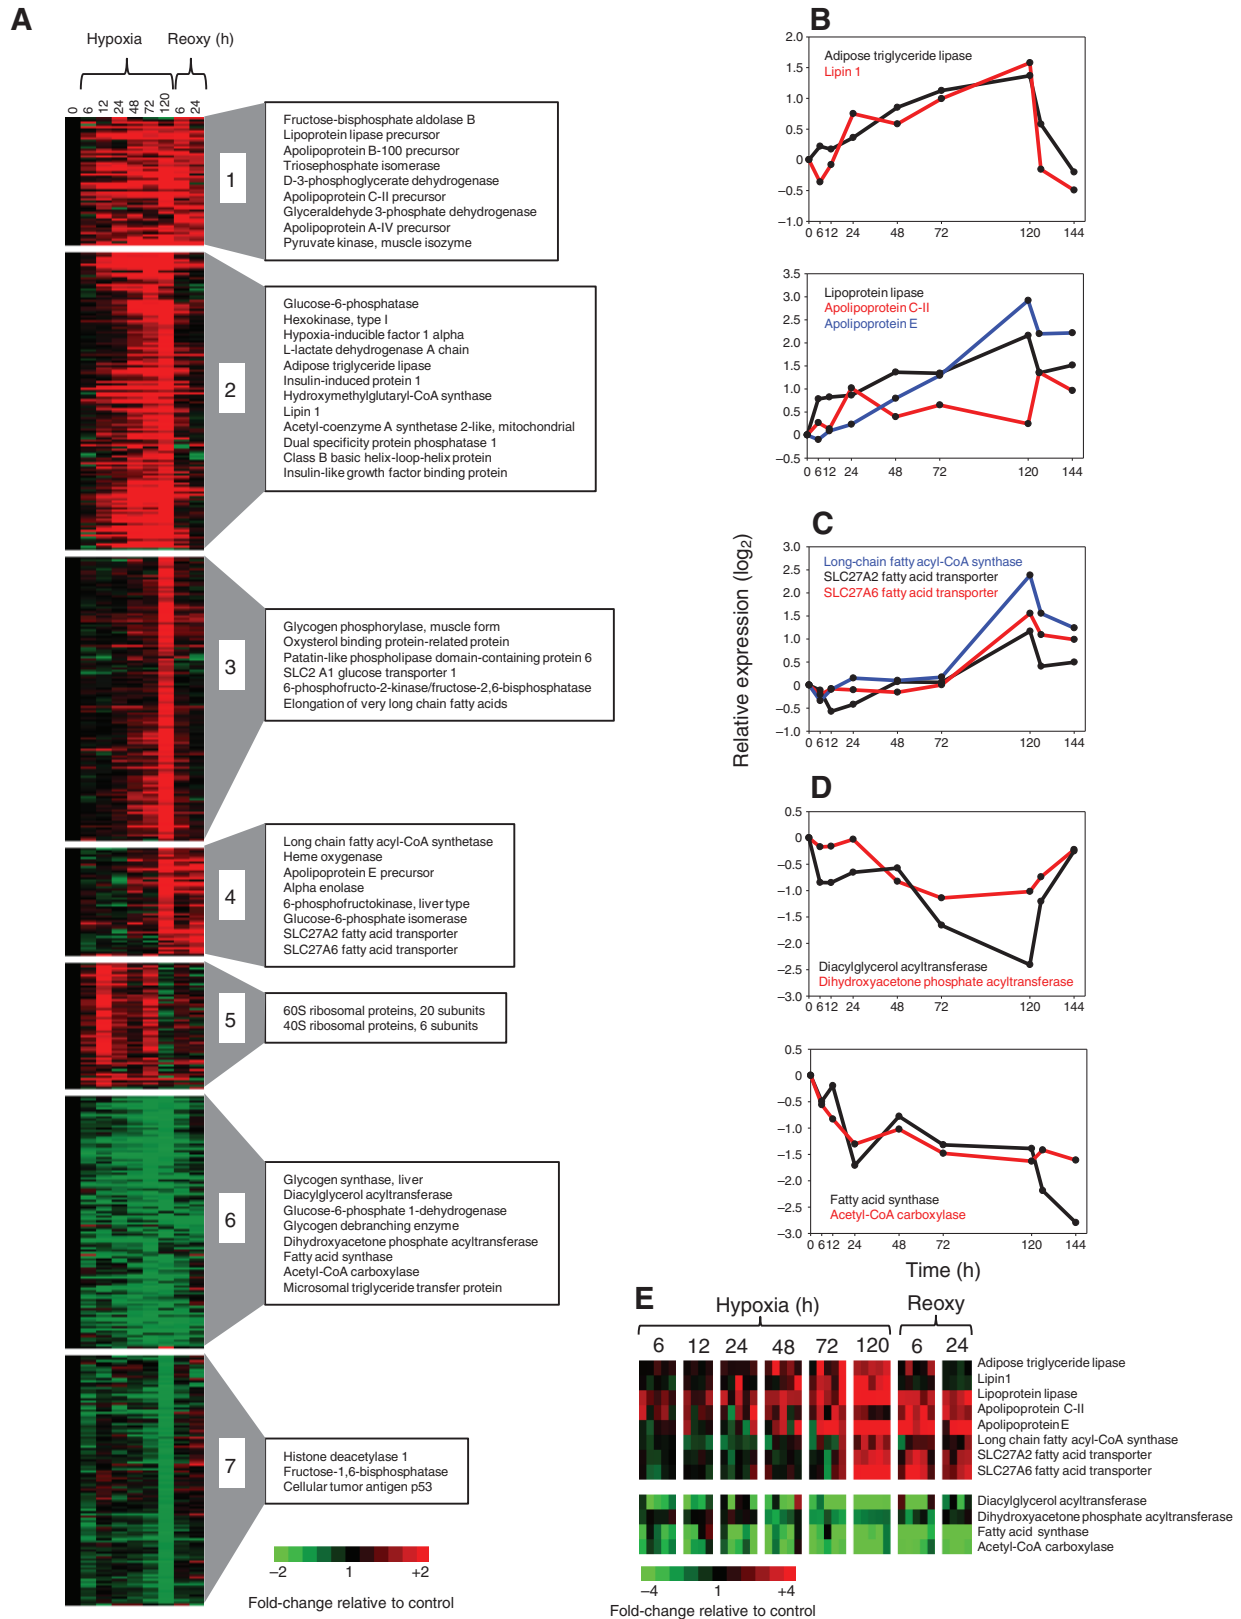 A
Hypoxia
Reoxy (h)
0
6
12
24
48
72
120
6
24
1
Fructose-bisphosphate aldolase B
Lipoprotein lipase precursor
Apolipoprotein B-100 precursor
Triosephosphate isomerase
D-3-phosphoglycerate dehydrogenase
Apolipoprotein C-II precursor
Glyceraldehyde 3-phosphate dehydrogenase
Apolipoprotein A-IV precursor
Pyruvate kinase, muscle isozyme
2
Glucose-6-phosphatase
Hexokinase, type I
Hypoxia-inducible factor 1 alpha
L-lactate dehydrogenase A chain
Adipose triglyceride lipase
Insulin-induced protein 1
Hydroxymethylglutaryl-CoA synthase
Lipin 1
Acetyl-coenzyme A synthetase 2-like, mitochondrial
Dual specificity protein phosphatase 1
Class B basic helix-loop-helix protein
Insulin-like growth factor binding protein
3
Glycogen phosphorylase, muscle form
Oxysterol binding protein-related protein
Patatin-like phospholipase domain-containing protein 6
SLC2 A1 glucose transporter 1
6-phosphofructo-2-kinase/fructose-2,6-bisphosphatase
Elongation of very long chain fatty acids
4
Long chain fatty acyl-CoA synthetase
Heme oxygenase
Apolipoprotein E precursor
Alpha enolase
6-phosphofructokinase, liver type
Glucose-6-phosphate isomerase
SLC27A2 fatty acid transporter
SLC27A6 fatty acid transporter
5
60S ribosomal proteins, 20 subunits
40S ribosomal proteins, 6 subunits
6
Glycogen synthase, liver
Diacylglycerol acyltransferase
Glucose-6-phosphate 1-dehydrogenase
Glycogen debranching enzyme
Dihydroxyacetone phosphate acyltransferase
Fatty acid synthase
Acetyl-CoA carboxylase
Microsomal triglyceride transfer protein
7
Histone deacetylase 1
Fructose-1,6-bisphosphatase
Cellular tumor antigen p53
−2 1 +2
Fold-change relative to control
B
2.0
1.5
1.0
0.5
0
−0.5
−1.0
Adipose triglyceride lipase
Lipin 1
0 6 12 24 48 72 120 144
3.5
3.0
2.5
2.0
1.5
1.0
0.5
0
−0.5
Lipoprotein lipase
Apolipoprotein C-II
Apolipoprotein E
0 6 12 24 48 72 120 144
C
Relative expression (log2)
3.0
2.5
2.0
1.5
1.0
0.5
0
−0.5
−1.0
Long-chain fatty acyl-CoA synthase
SLC27A2 fatty acid transporter
SLC27A6 fatty acid transporter
0 6 12 24 48 72 120 144
D
0.5
0
−0.5
−1.0
−1.5
−2.0
−2.5
−3.0
Diacylglycerol acyltransferase
Dihydroxyacetone phosphate acyltransferase
0 6 12 24 48 72 120 144
0.5
0
−0.5
−1.0
−1.5
−2.0
−2.5
−3.0
Fatty acid synthase
Acetyl-CoA carboxylase
0 6 12 24 48 72 120 144
Time (h)
E
Hypoxia (h)
Reoxy
6 12 24 48 72 120 6 24
Adipose triglyceride lipase
Lipin1
Lipoprotein lipase
Apolipoprotein C-II
Apolipoprotein E
Long chain fatty acyl-CoA synthase
SLC27A2 fatty acid transporter
SLC27A6 fatty acid transporter
Diacylglycerol acyltransferase
Dihydroxyacetone phosphate acyltransferase
Fatty acid synthase
Acetyl-CoA carboxylase
−4 1 +4
Fold-change relative to control